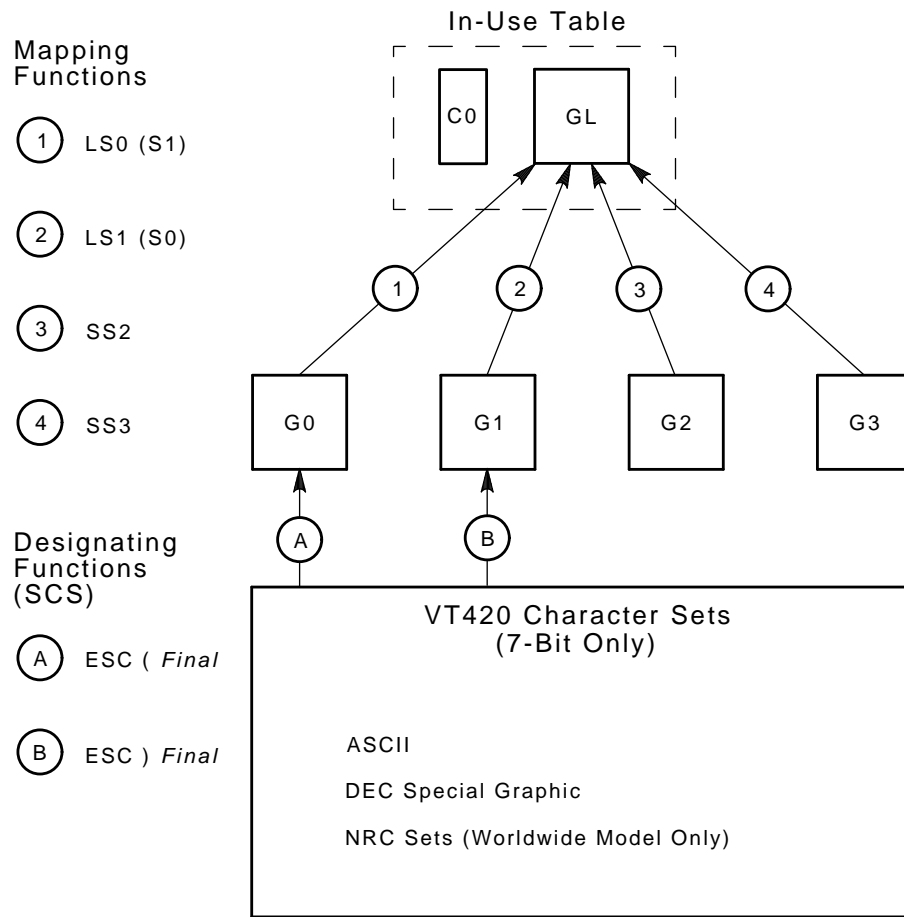 In-Use Table
Mapping
Functions
C0
GL
1 LS0 (S1)
2 LS1 (S0)
3 SS2
4 SS3
1
2
3
4
G0
G1
G2
G3
A
B
Designating
Functions
(SCS)
A ESC ( Final
B ESC ) Final
VT420 Character Sets
(7-Bit Only)
ASCII
DEC Special Graphic
NRC Sets (Worldwide Model Only)